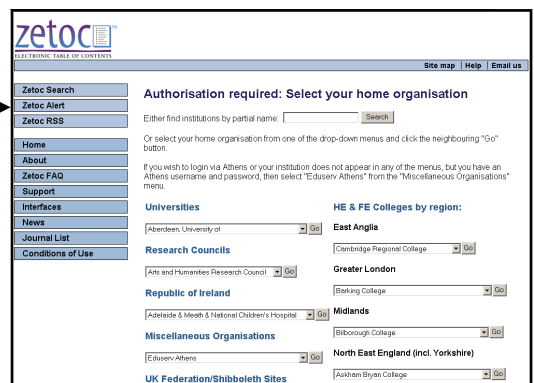 zetoc
ELECTRONIC TABLE OF CONTENTS
Site map | Help | Email us
Zetoc Search
Zetoc Alert
Zetoc RSS
Home
About
Zetoc FAQ
Support
Interfaces
News
Journal List
Conditions of Use
Authorisation required: Select your home organisation
Either find institutions by partial name: Search
Or select your home organisation from one of the drop-down menus and click the neighbouring "Go"
button.
If you wish to login via Athens or your institution does not appear in any of the menus, but you have an
Athens username and password, then select "Eduserv Athens" from the "Miscellaneous Organisations"
menu.
Universities
Aberdeen, University of Go
Research Councils
Arts and Humanities Research Council Go
Republic of Ireland
Adelaide & Meath & National Children's Hospital Go
Miscellaneous Organisations
Eduserv Athens Go
UK Federation/Shibboleth Sites
HE & FE Colleges by region:
East Anglia
Cambridge Regional College Go
Greater London
Barking College Go
Midlands
Bilborough College Go
North East England (incl. Yorkshire)
Askham Bryan College Go